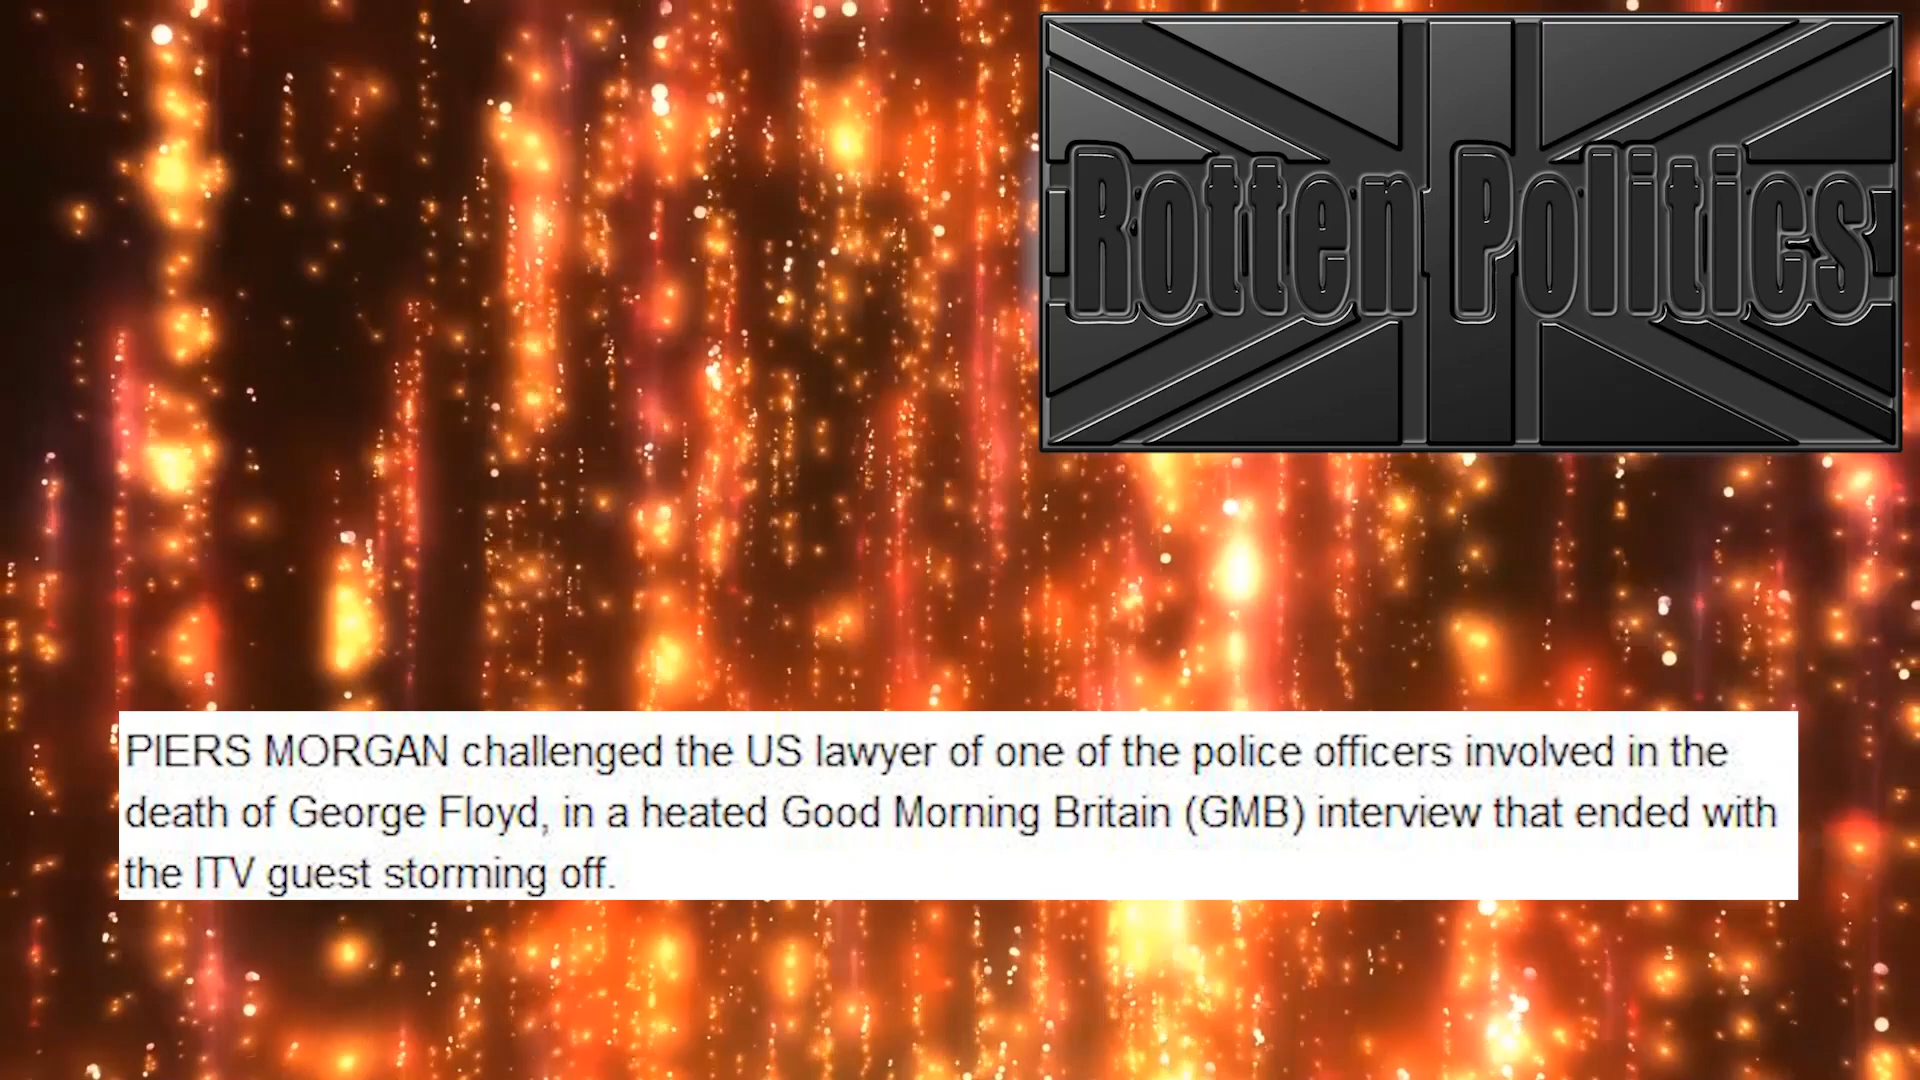 Rotten Politics
PIERS MORGAN challenged the US lawyer of one of the police officers involved in the
death of George Floyd, in a heated Good Morning Britain (GMB) interview that ended with
the ITV guest storming off.